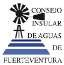 CONSEJO
INSULAR
DE AGUAS
DE
FUERTEVENTURA